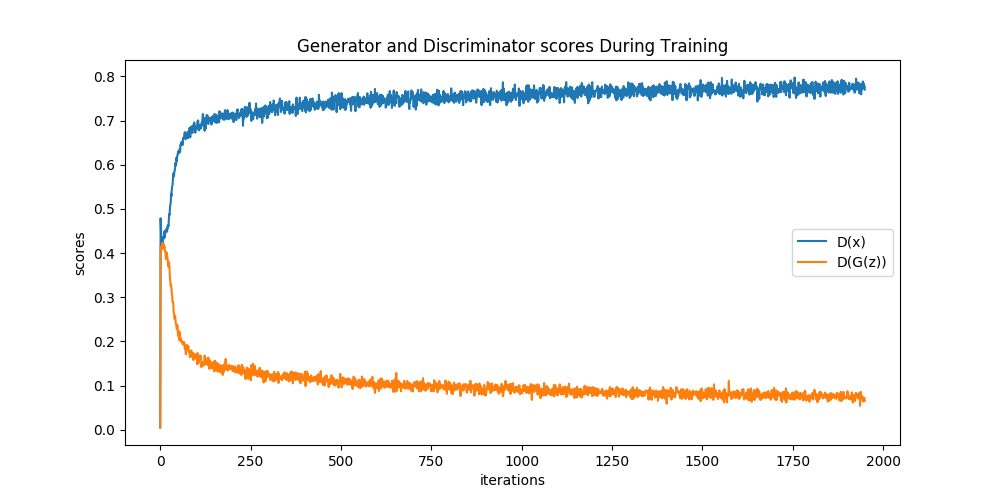 Generator and Discriminator scores During Training
0.8
0.7
0.6
0.5
0.4
0.3
0.2
0.1
0.0
scores
D(x)
D(G(z))
0 250 500 750 1000 1250 1500 1750 2000
iterations